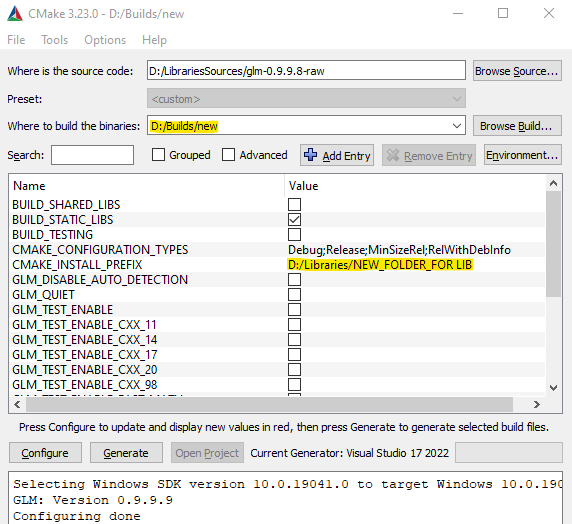 CMake 3.23.0 - D:/Builds/new
File Tools Options Help
Where is the source code: D:/LibrariesSources/glm-0.9.9.8-raw Browse Source...
Preset: <custom>
Where to build the binaries: D:/Builds/new Browse Build...
Search: Grouped Advanced Add Entry Remove Entry Environment...
Name Value
BUILD_SHARED_LIBS
BUILD_STATIC_LIBS
BUILD_TESTING
CMAKE_CONFIGURATION_TYPES Debug;Release;MinSizeRel;RelWithDebInfo
CMAKE_INSTALL_PREFIX D:/Libraries/NEW_FOLDER_FOR LIB
GLM_DISABLE_AUTO_DETECTION
GLM_QUIET
GLM_TEST_ENABLE
GLM_TEST_ENABLE_CXX_11
GLM_TEST_ENABLE_CXX_14
GLM_TEST_ENABLE_CXX_17
GLM_TEST_ENABLE_CXX_20
GLM_TEST_ENABLE_CXX_98
Press Configure to update and display new values in red, then press Generate to generate selected build files.
Configure Generate Open Project Current Generator: Visual Studio 17 2022
Selecting Windows SDK version 10.0.19041.0 to target Windows 10.0.190
GLM: Version 0.9.9.9
Configuring done